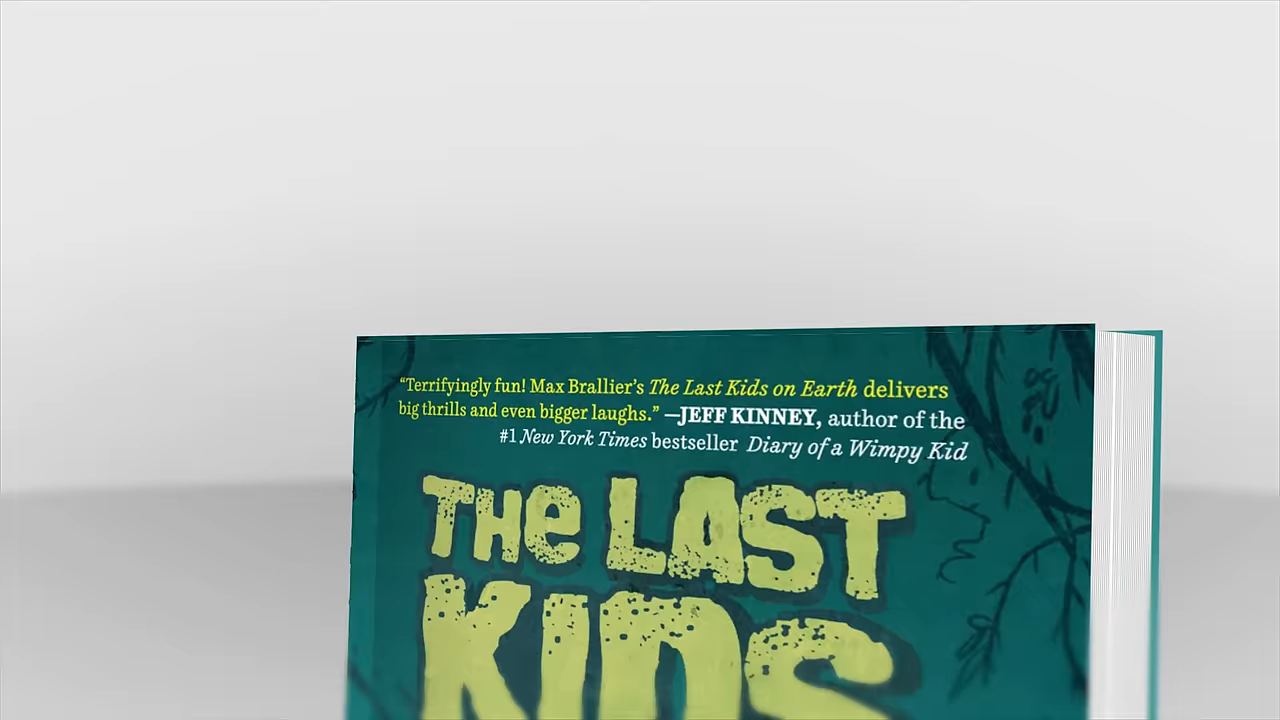 “Terrifyingly fun! Max Brallier’s The Last Kids on Earth delivers
big thrills and even bigger laughs.” —JEFF KINNEY, author of the
#1 New York Times bestseller Diary of a Wimpy Kid
THe LAST
KIDS